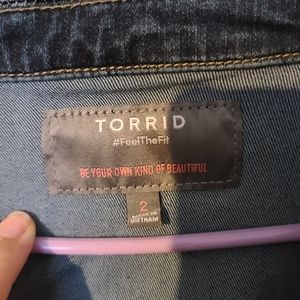 TORRID
#FeelTheFit
BE YOUR OWN KIND OF BEAUTIFUL
2
MADE IN
VIETNAM